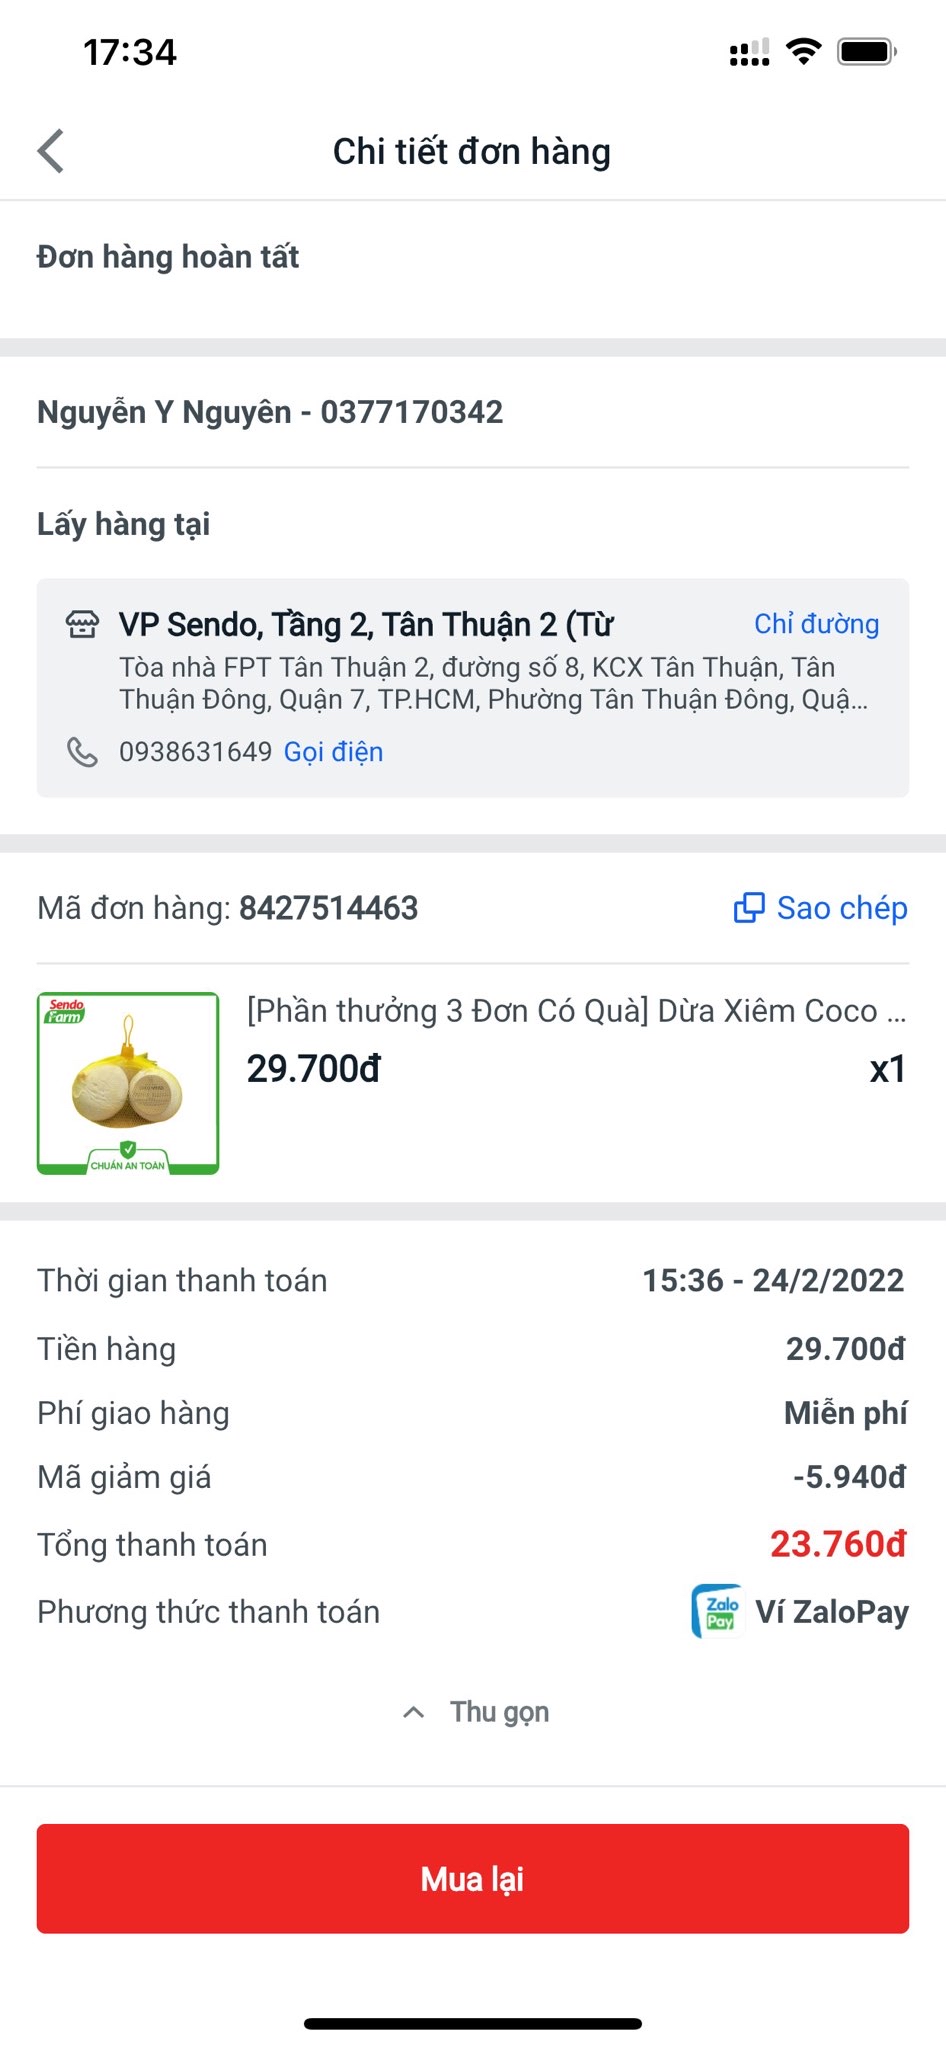 17:34
Chi tiết đơn hàng
Đơn hàng hoàn tất
Nguyễn Y Nguyên - 0377170342
Lấy hàng tại
VP Sendo, Tầng 2, Tân Thuận 2 (Từ
Chỉ đường
Tòa nhà FPT Tân Thuận 2, đường số 8, KCX Tân Thuận, Tân
Thuận Đông, Quận 7, TP.HCM, Phường Tân Thuận Đông, Quậ...
0938631649 Gọi điện
Mã đơn hàng: 8427514463
Sao chép
Sendo
Farm
CHUẨN AN TOÀN
[Phần thưởng 3 Đơn Có Quà] Dừa Xiêm Coco ...
29.700đ
x1
Thời gian thanh toán 15:36 - 24/2/2022
Tiền hàng 29.700đ
Phí giao hàng Miễn phí
Mã giảm giá -5.940đ
Tổng thanh toán 23.760đ
Phương thức thanh toán Zalo Pay Ví ZaloPay
Thu gọn
Mua lại